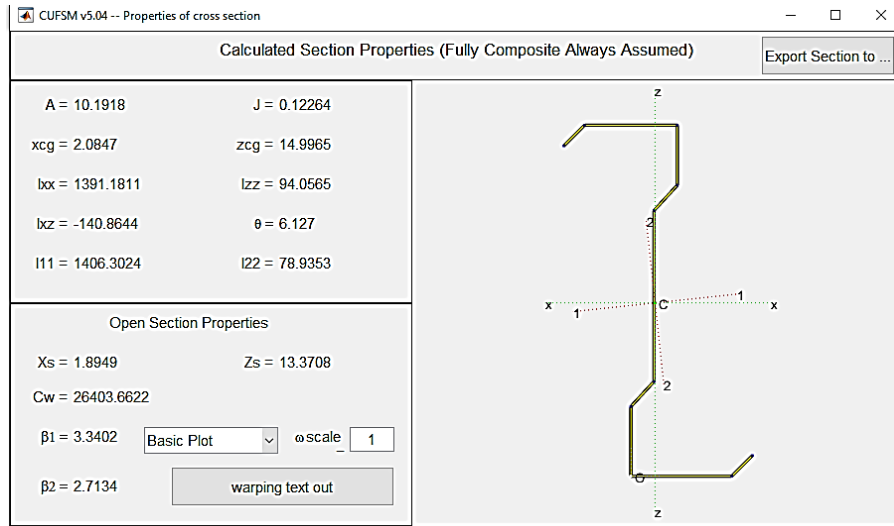 CUFSM v5.04 -- Properties of cross section
Calculated Section Properties (Fully Composite Always Assumed)
Export Section to ...
A = 10.1918 J = 0.12264
xcg = 2.0847 zcg = 14.9965
Ixx = 1391.1811 Izz = 94.0565
Ixz = -140.8644 θ = 6.127
I11 = 1406.3024 I22 = 78.9353
Open Section Properties
Xs = 1.8949 Zs = 13.3708
Cw = 26403.6622
β1 = 3.3402 Basic Plot ω scale _ 1
β2 = 2.7134 warping text out
z
2
1
x C x
1
2
O
z